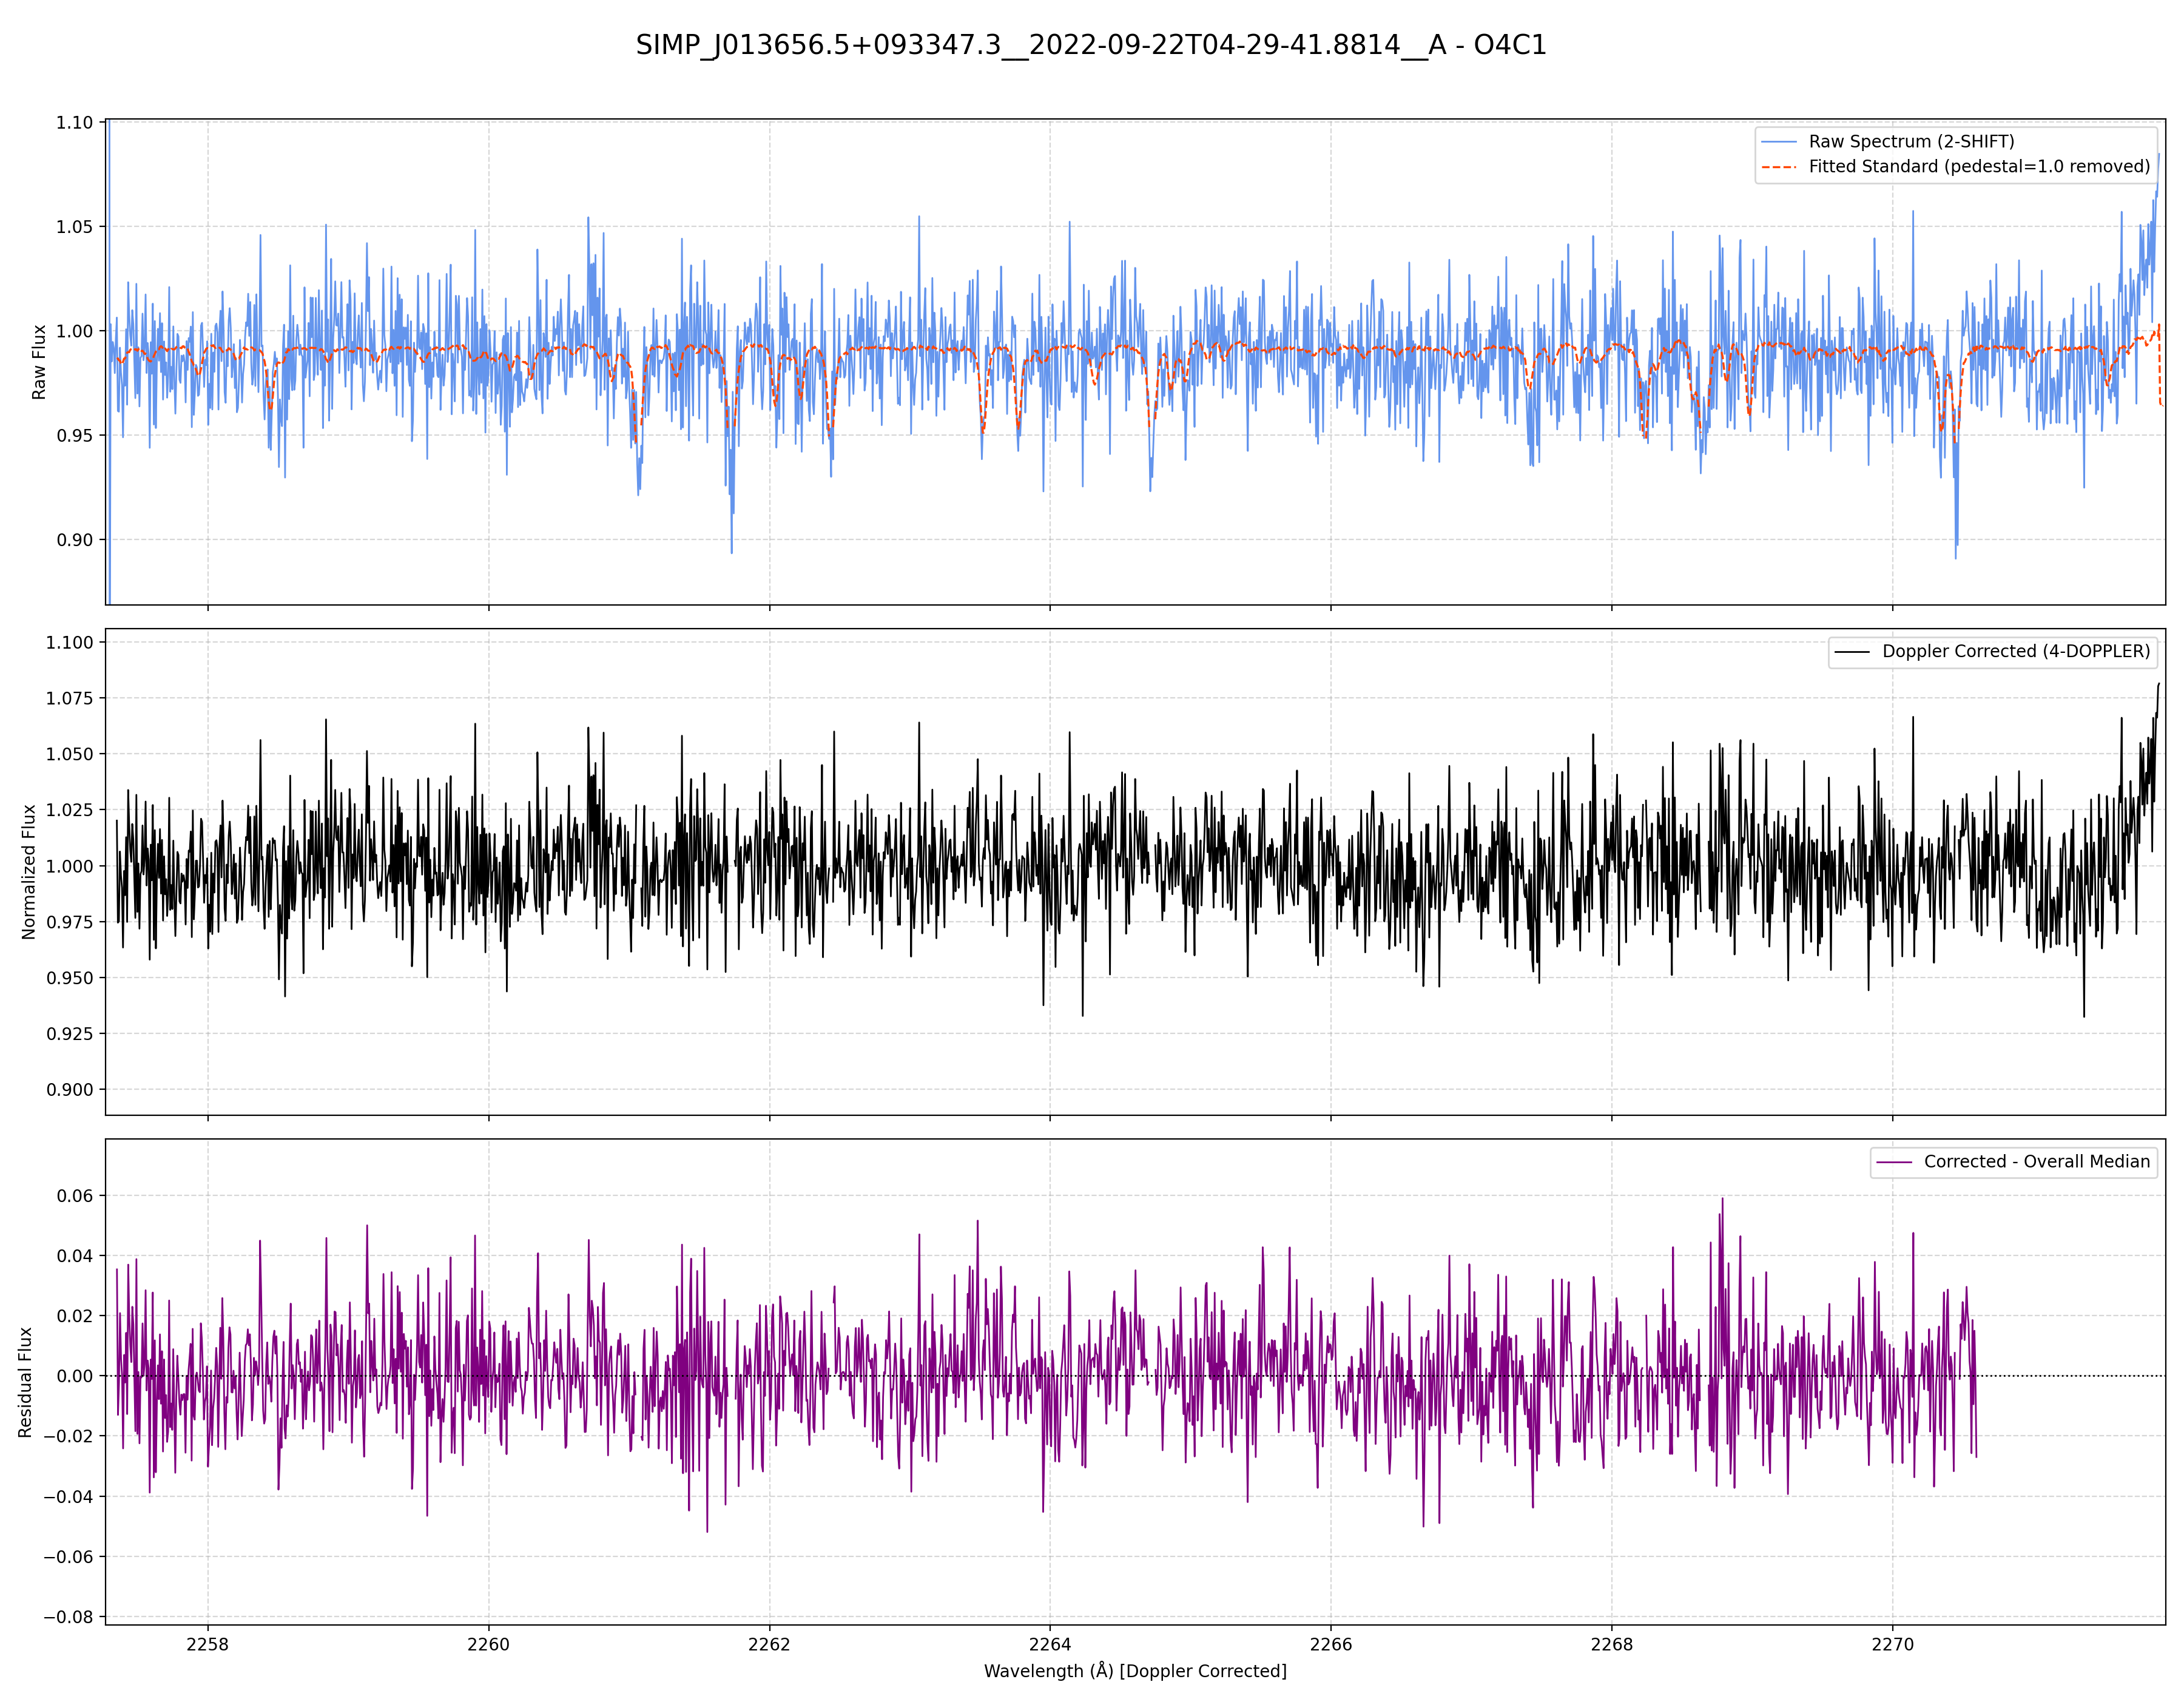 SIMP_J013656.5+093347.3__2022-09-22T04-29-41.8814__A - O4C1
Raw Flux
1.10
1.05
1.00
0.95
0.90
Raw Spectrum (2-SHIFT)
Fitted Standard (pedestal=1.0 removed)
Normalized Flux
1.100
1.075
1.050
1.025
1.000
0.975
0.950
0.925
0.900
Doppler Corrected (4-DOPPLER)
Residual Flux
0.06
0.04
0.02
0.00
−0.02
−0.04
−0.06
−0.08
Corrected - Overall Median
2258 2260 2262 2264 2266 2268 2270
Wavelength (Å) [Doppler Corrected]